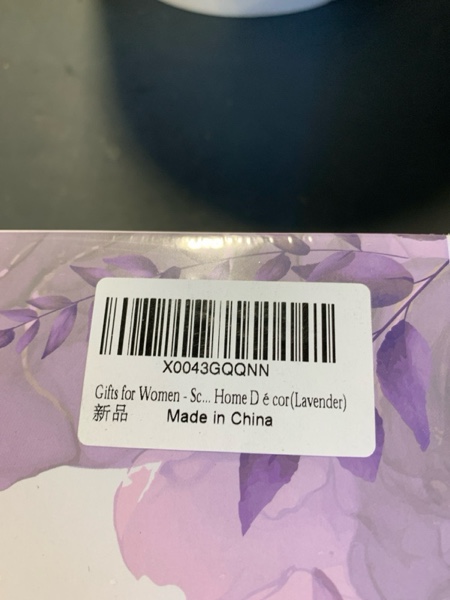 X0043GQQNN
Gifts for Women - Sc... Home D é cor(Lavender)
新品 Made in China